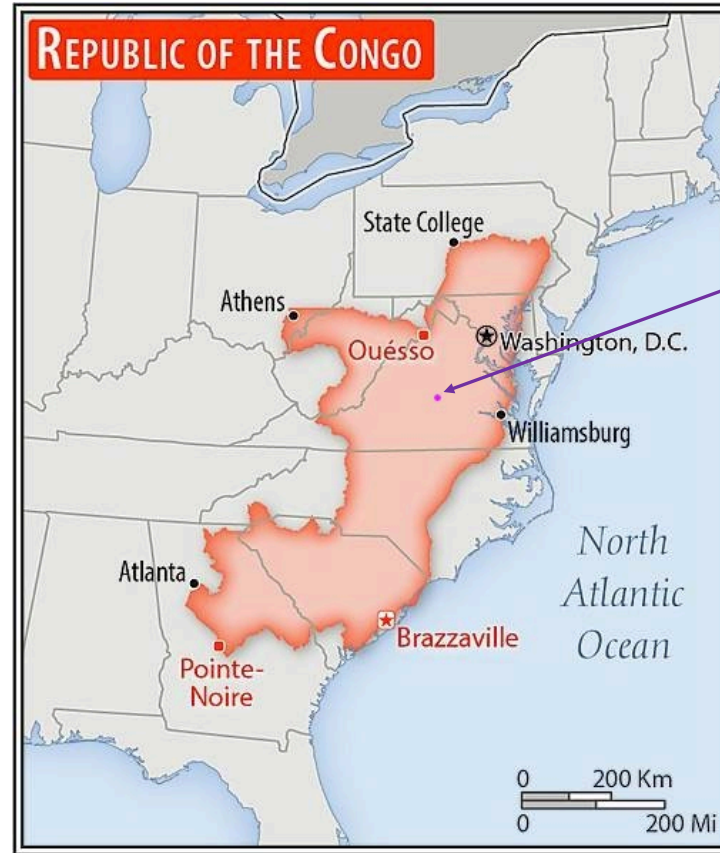 REPUBLIC OF THE CONGO
State College
Athens
Ouésso
Washington, D.C.
Williamsburg
Atlanta
North
Atlantic
Ocean
Brazzaville
Pointe-
Noire
0 200 Km
0 200 Mi